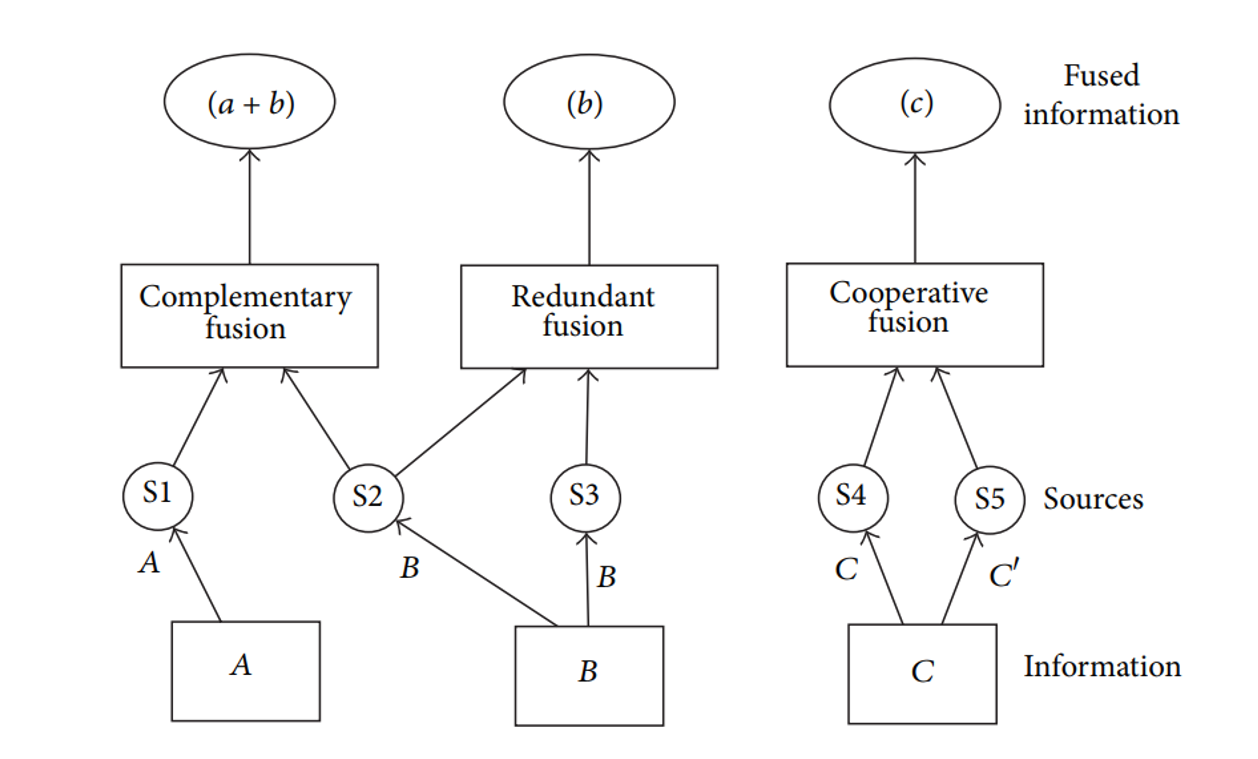 (a + b)
(b)
(c)
Fused
information
Complementary
fusion
Redundant
fusion
Cooperative
fusion
S1
S2
S3
S4
S5
Sources
A
B
B
C
C′
A
B
C
Information